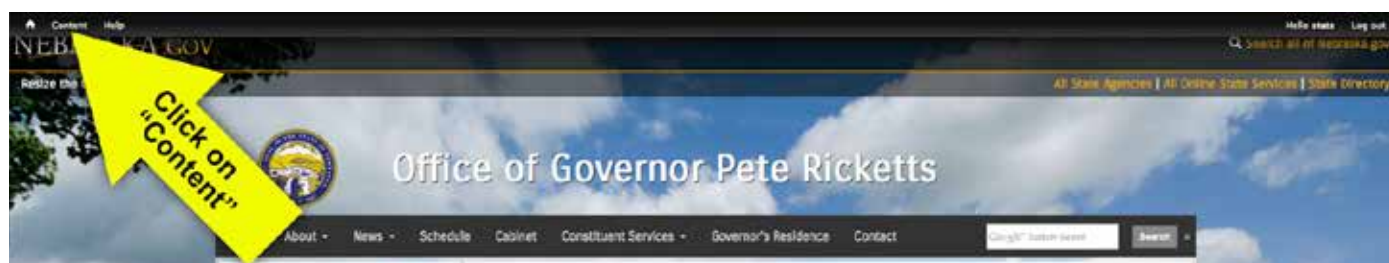 Content Help Hello state Log out
NEB KA.GOV Search all of Nebraska.gov
Resize the All State Agencies | All Online State Services | State Directory
Click on
"Content"
Office of Governor Pete Ricketts
About News Schedule Cabinet Constituent Services Governor's Residence Contact Search